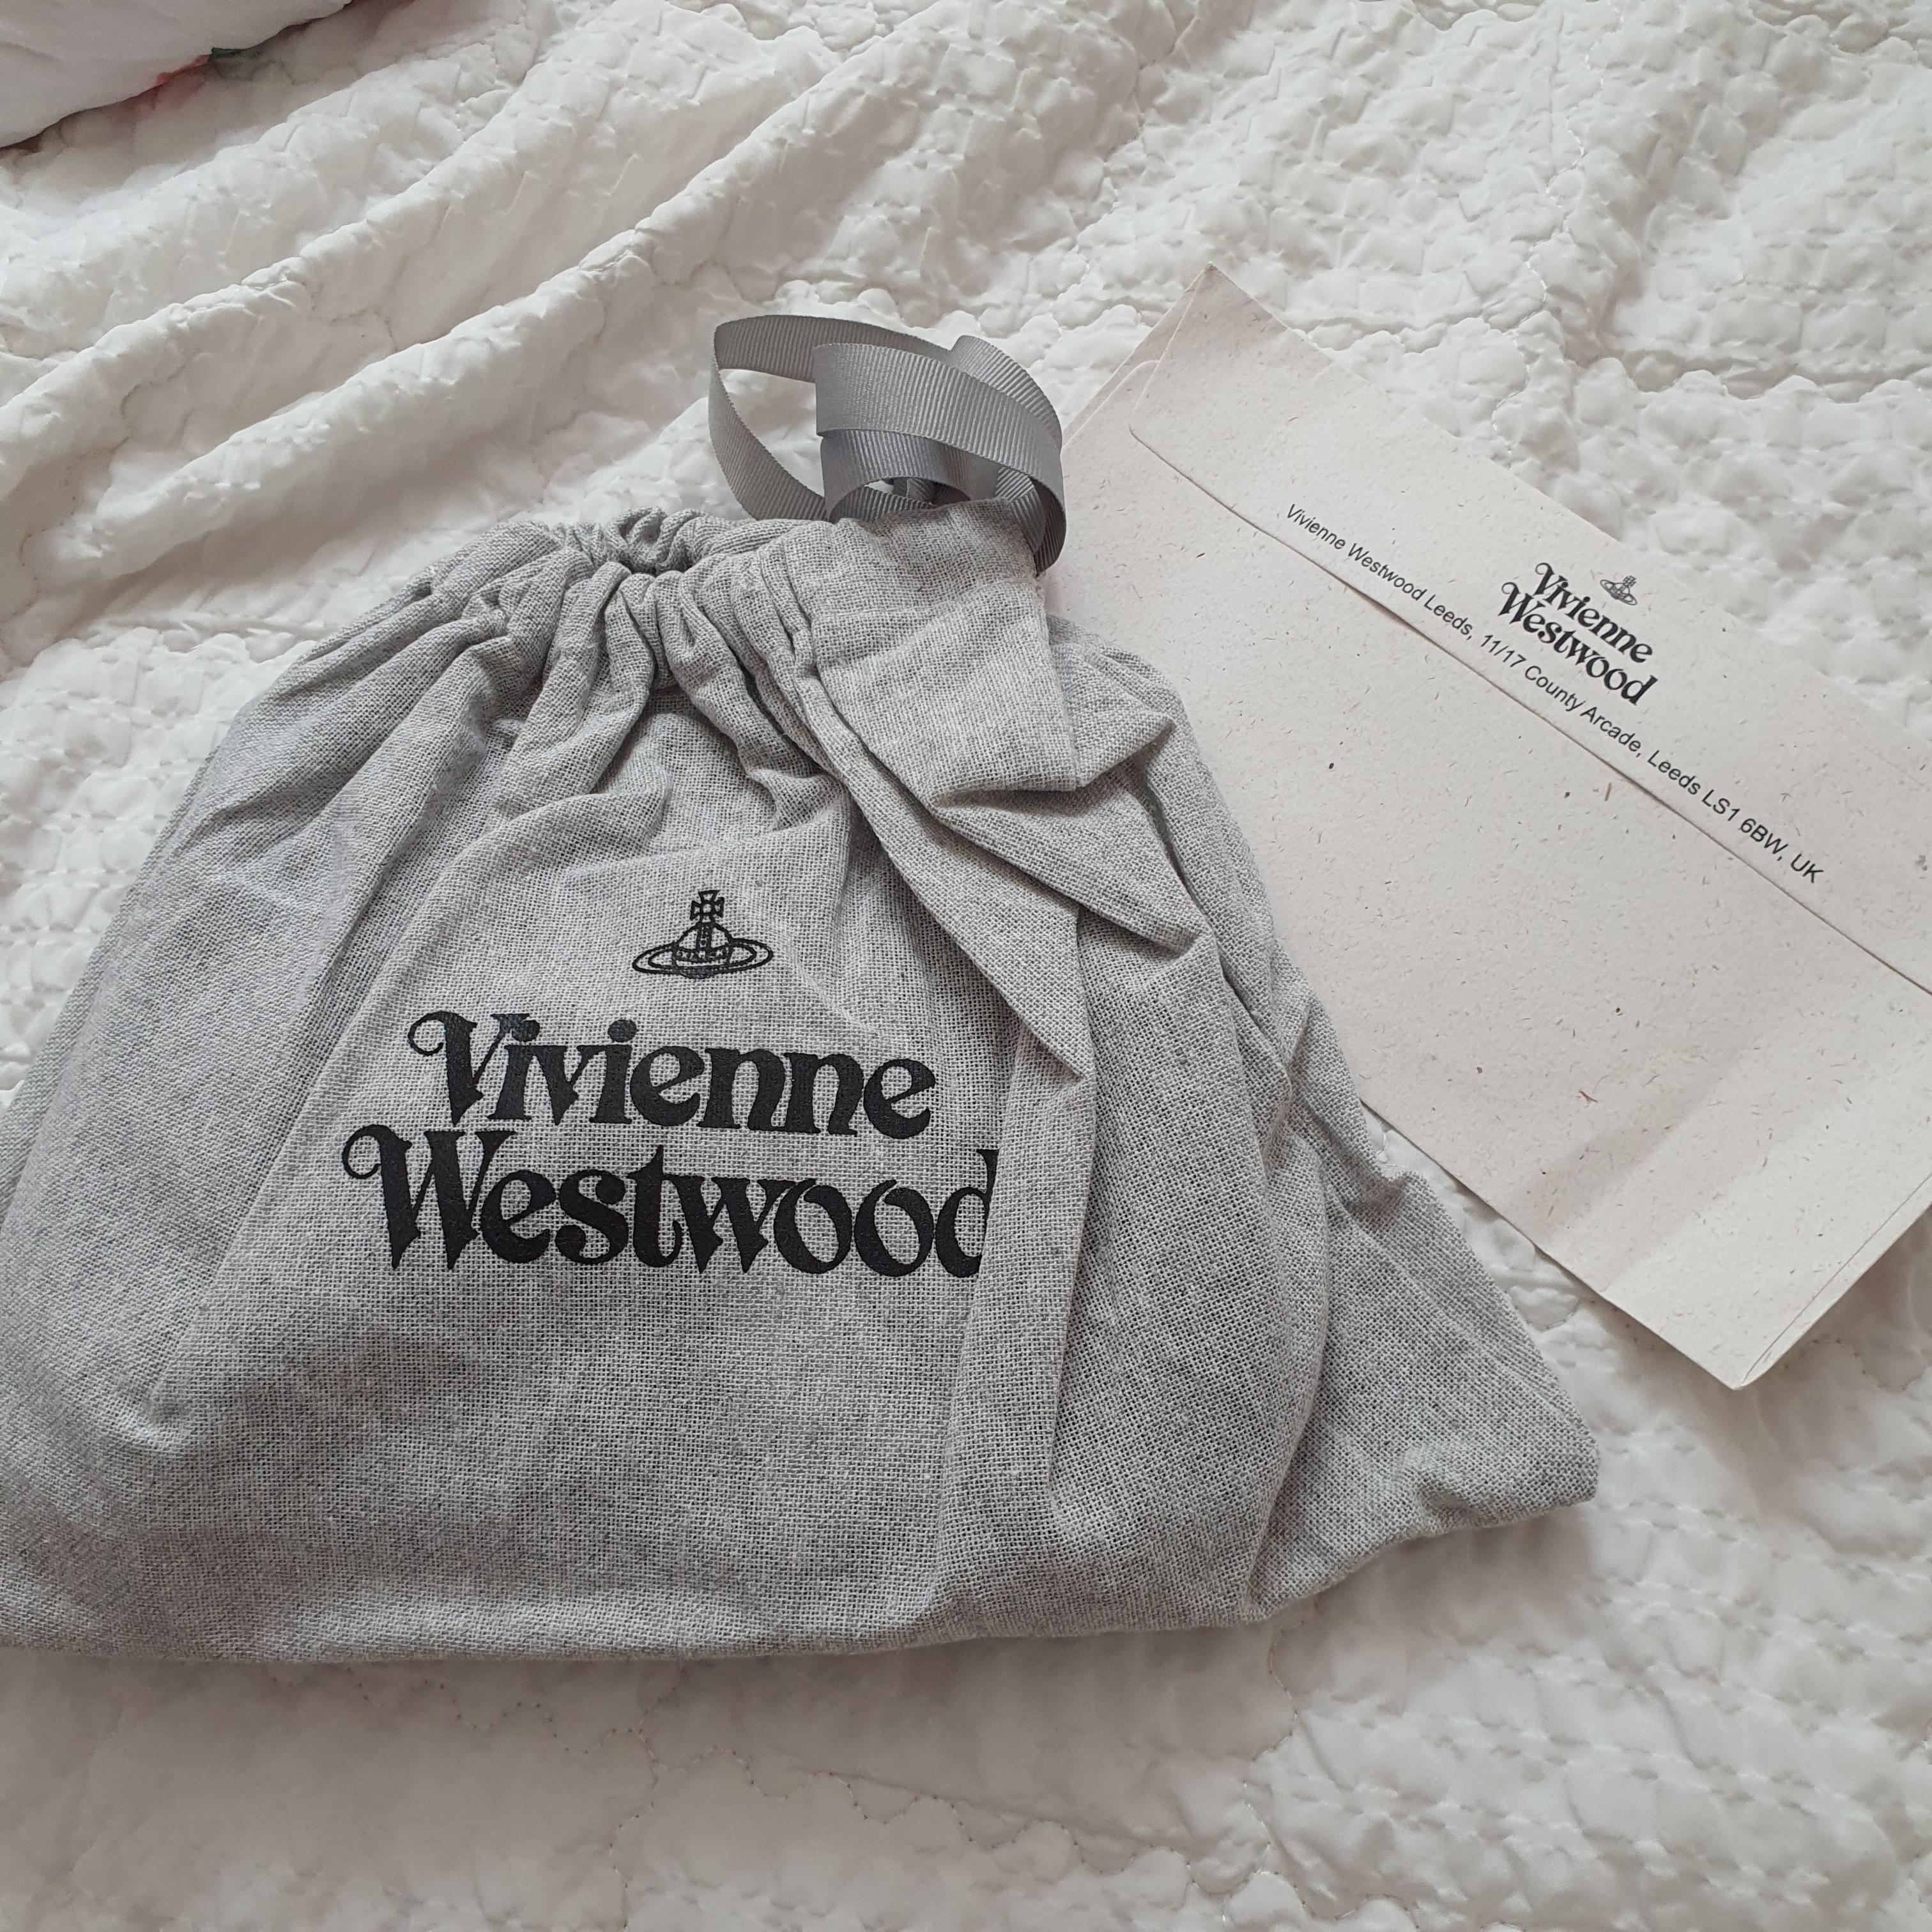 Vivienne
Westwood
Vivienne
Westwood
Vivienne Westwood Leeds, 11/17 County Arcade, Leeds LS1 6BW, UK